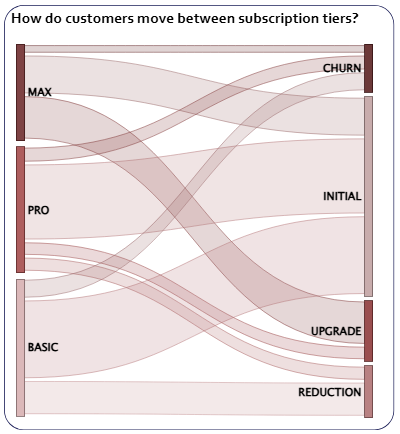 How do customers move between subscription tiers?
CHURN
MAX
INITIAL
PRO
UPGRADE
BASIC
REDUCTION